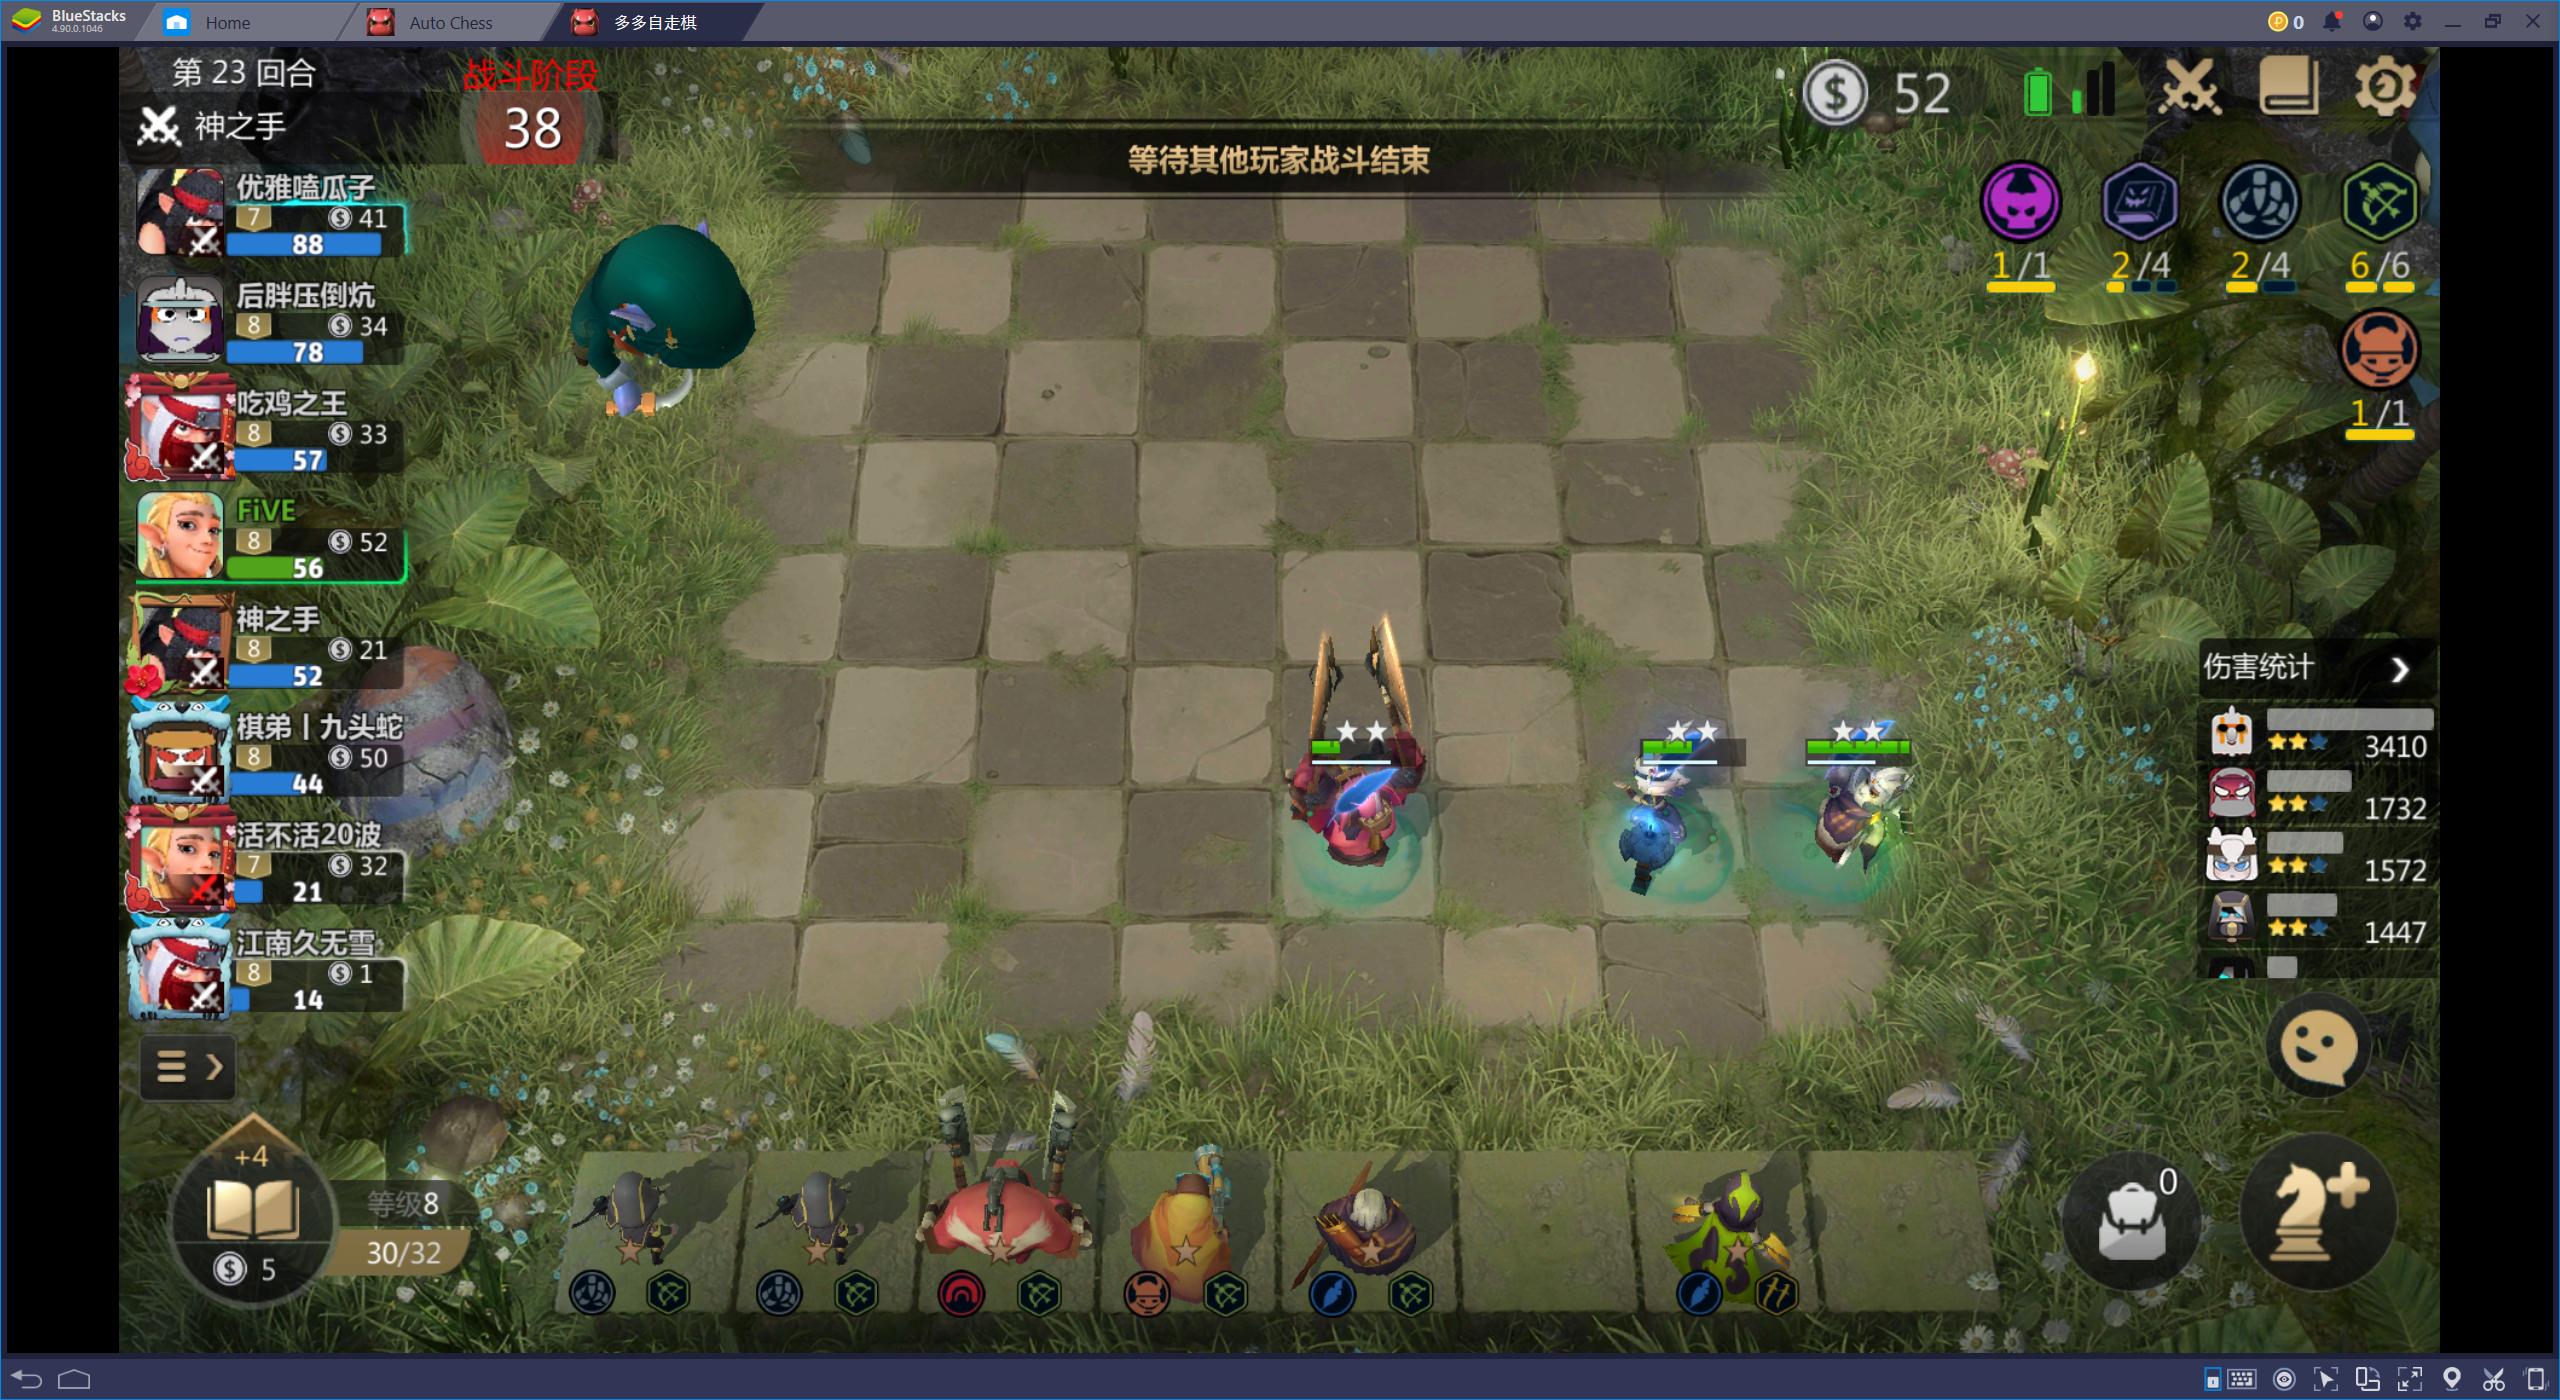 BlueStacks
4.90.0.1046
Home
Auto Chess
多多自走棋
0
第 23 回合
战斗阶段
神之手
38
52
等待其他玩家战斗结束
优雅嗑瓜子
7
41
88
后胖压倒炕
8
34
78
吃鸡之王
8
33
57
FiVE
8
52
56
神之手
8
21
52
棋弟丨九头蛇
8
50
44
活不活20波
7
32
21
江南久无雪
8
1
14
1/1
2/4
2/4
6/6
1/1
伤害统计
3410
1732
1572
1447
+4
5
等级8
30/32
0